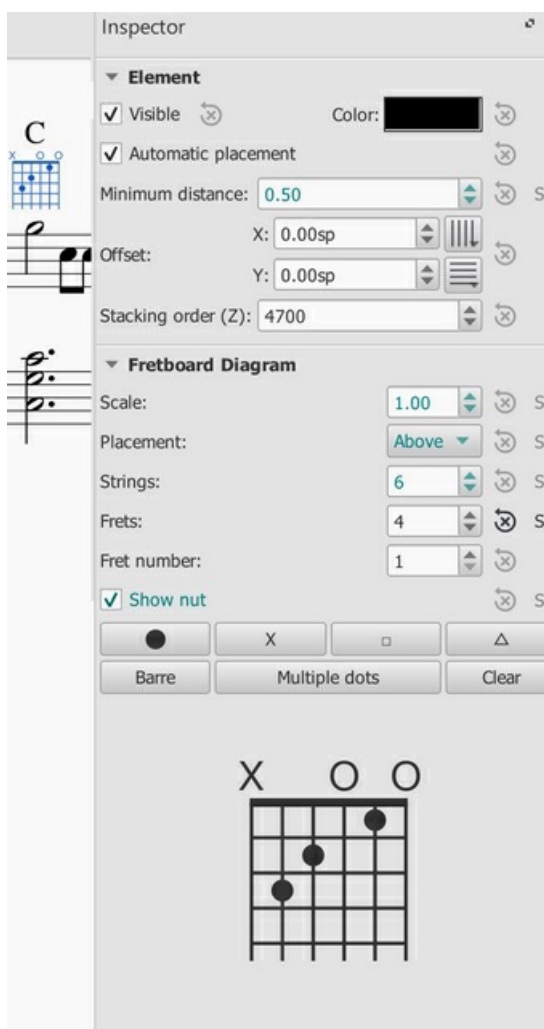 Inspector
Element
Visible
Color:
Automatic placement
Minimum distance: 0.50
S
Offset:
X: 0.00sp
Y: 0.00sp
Stacking order (Z): 4700
Fretboard Diagram
Scale: 1.00
S
Placement: Above
S
Strings: 6
S
Frets: 4
S
Fret number: 1
Show nut
S
X
Barre
Multiple dots
Clear
C
X O O
X O O